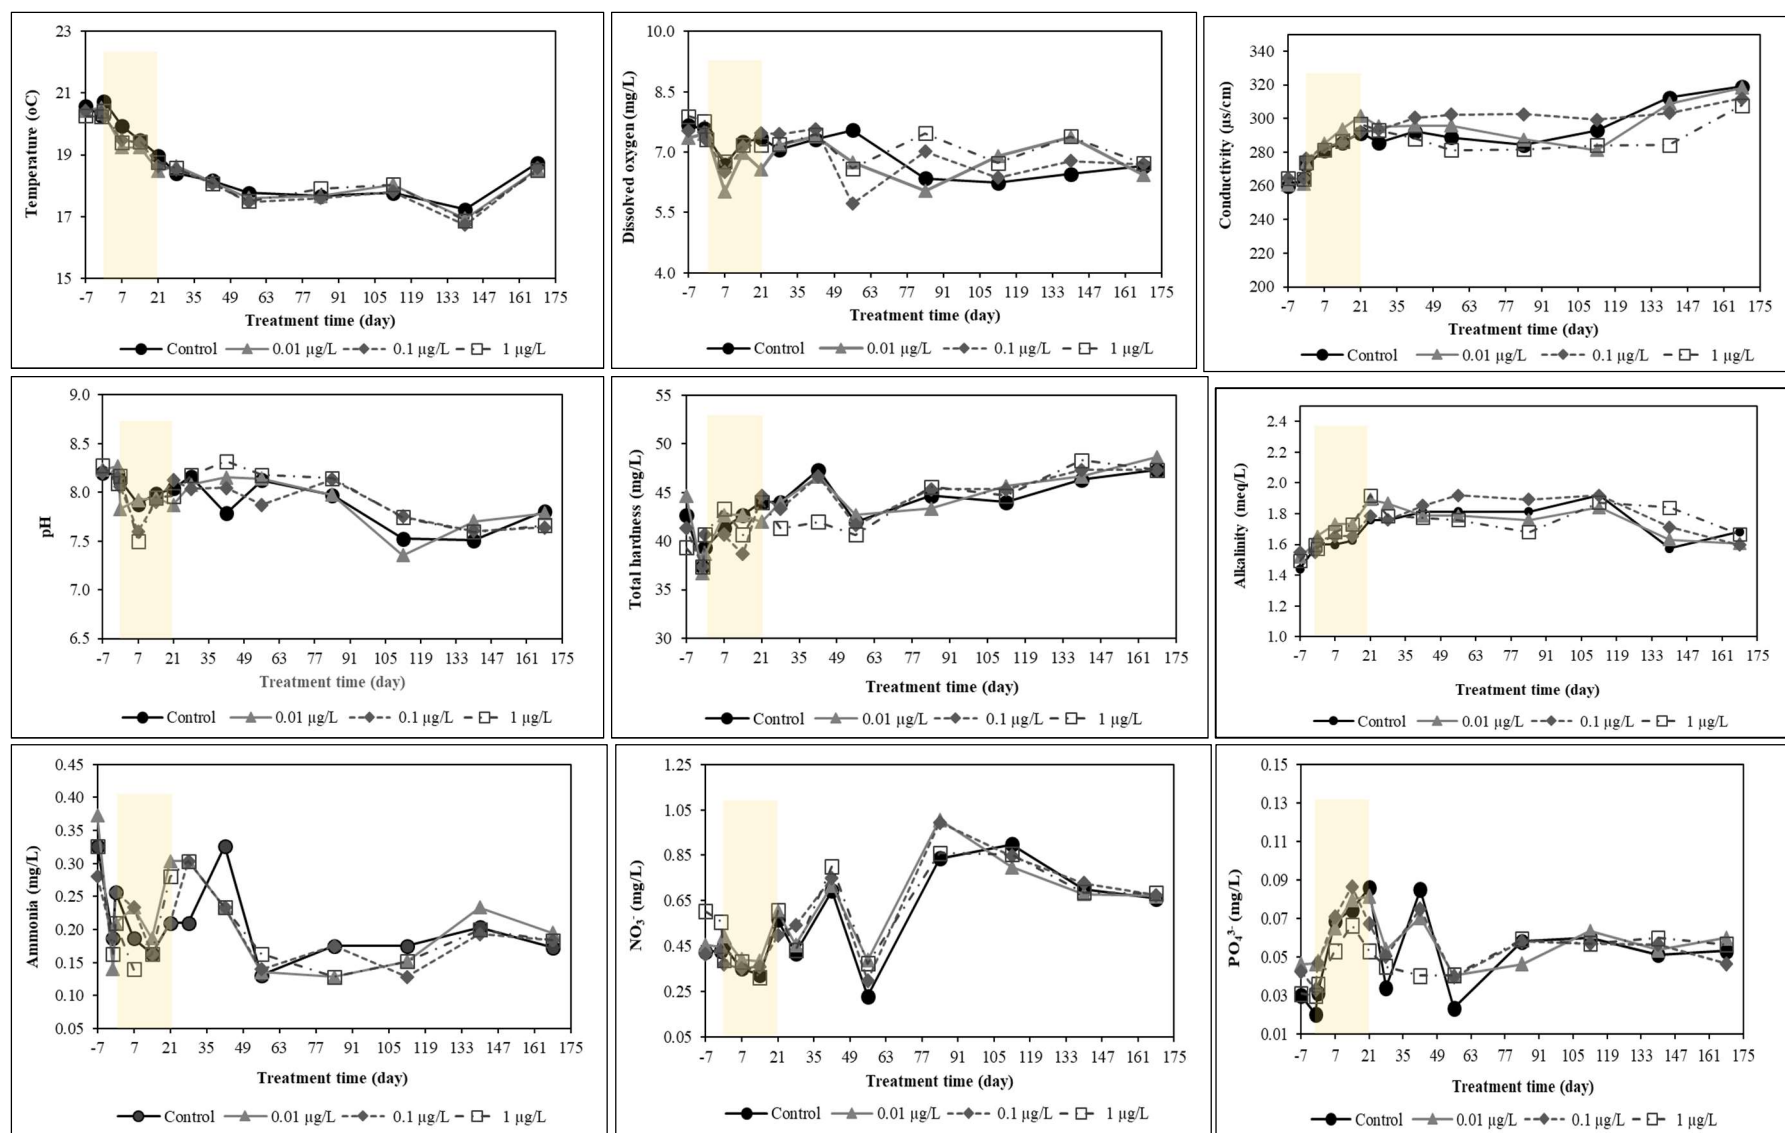 23
21
19
17
15
Temperature (oC)
-7 7 21 35 49 63 77 91 105 119 133 147 161 175
Treatment time (day)
Control 0.01 µg/L 0.1 µg/L 1 µg/L
10.0
8.5
7.0
5.5
4.0
Dissolved oxygen (mg/L)
-7 7 21 35 49 63 77 91 105 119 133 147 161 175
Treatment time (day)
Control 0.01 µg/L 0.1 µg/L 1 µg/L
340
320
300
280
260
240
220
200
Conductivity (µs/cm)
-7 7 21 35 49 63 77 91 105 119 133 147 161 175
Treatment time (day)
Control 0.01 µg/L 0.1 µg/L 1 µg/L
9.0
8.5
8.0
7.5
7.0
6.5
pH
-7 7 21 35 49 63 77 91 105 119 133 147 161 175
Treatment time (day)
Control 0.01 µg/L 0.1 µg/L 1 µg/L
55
50
45
40
35
30
Total hardness (mg/L)
-7 7 21 35 49 63 77 91 105 119 133 147 161 175
Treatment time (day)
Control 0.01 µg/L 0.1 µg/L 1 µg/L
2.4
2.2
2.0
1.8
1.6
1.4
1.2
1.0
Alkalinity (meq/L)
-7 7 21 35 49 63 77 91 105 119 133 147 161 175
Treatment time (day)
Control 0.01 µg/L 0.1 µg/L 1 µg/L
0.45
0.40
0.35
0.30
0.25
0.20
0.15
0.10
0.05
Ammonia (mg/L)
-7 7 21 35 49 63 77 91 105 119 133 147 161 175
Treatment time (day)
Control 0.01 µg/L 0.1 µg/L 1 µg/L
1.25
1.05
0.85
0.65
0.45
0.25
0.05
NO₃⁻ (mg/L)
-7 7 21 35 49 63 77 91 105 119 133 147 161 175
Treatment time (day)
Control 0.01 µg/L 0.1 µg/L 1 µg/L
0.15
0.13
0.11
0.09
0.07
0.05
0.03
0.01
PO₄³⁻ (mg/L)
-7 7 21 35 49 63 77 91 105 119 133 147 161 175
Treatment time (day)
Control 0.01 µg/L 0.1 µg/L 1 µg/L